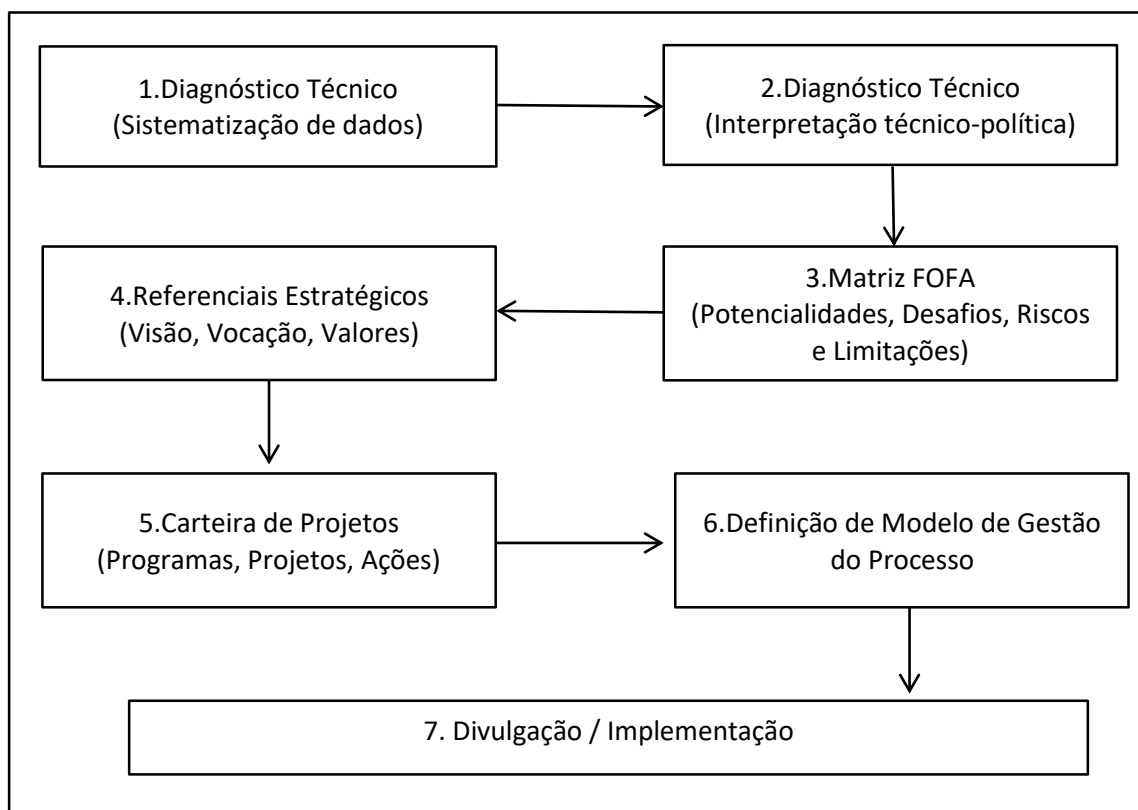 1.Diagnóstico Técnico
(Sistematização de dados)
2.Diagnóstico Técnico
(Interpretação técnico-política)
3.Matriz FOFA
(Potencialidades, Desafios, Riscos
e Limitações)
4.Referenciais Estratégicos
(Visão, Vocação, Valores)
5.Carteira de Projetos
(Programas, Projetos, Ações)
6.Definição de Modelo de Gestão
do Processo
7. Divulgação / Implementação